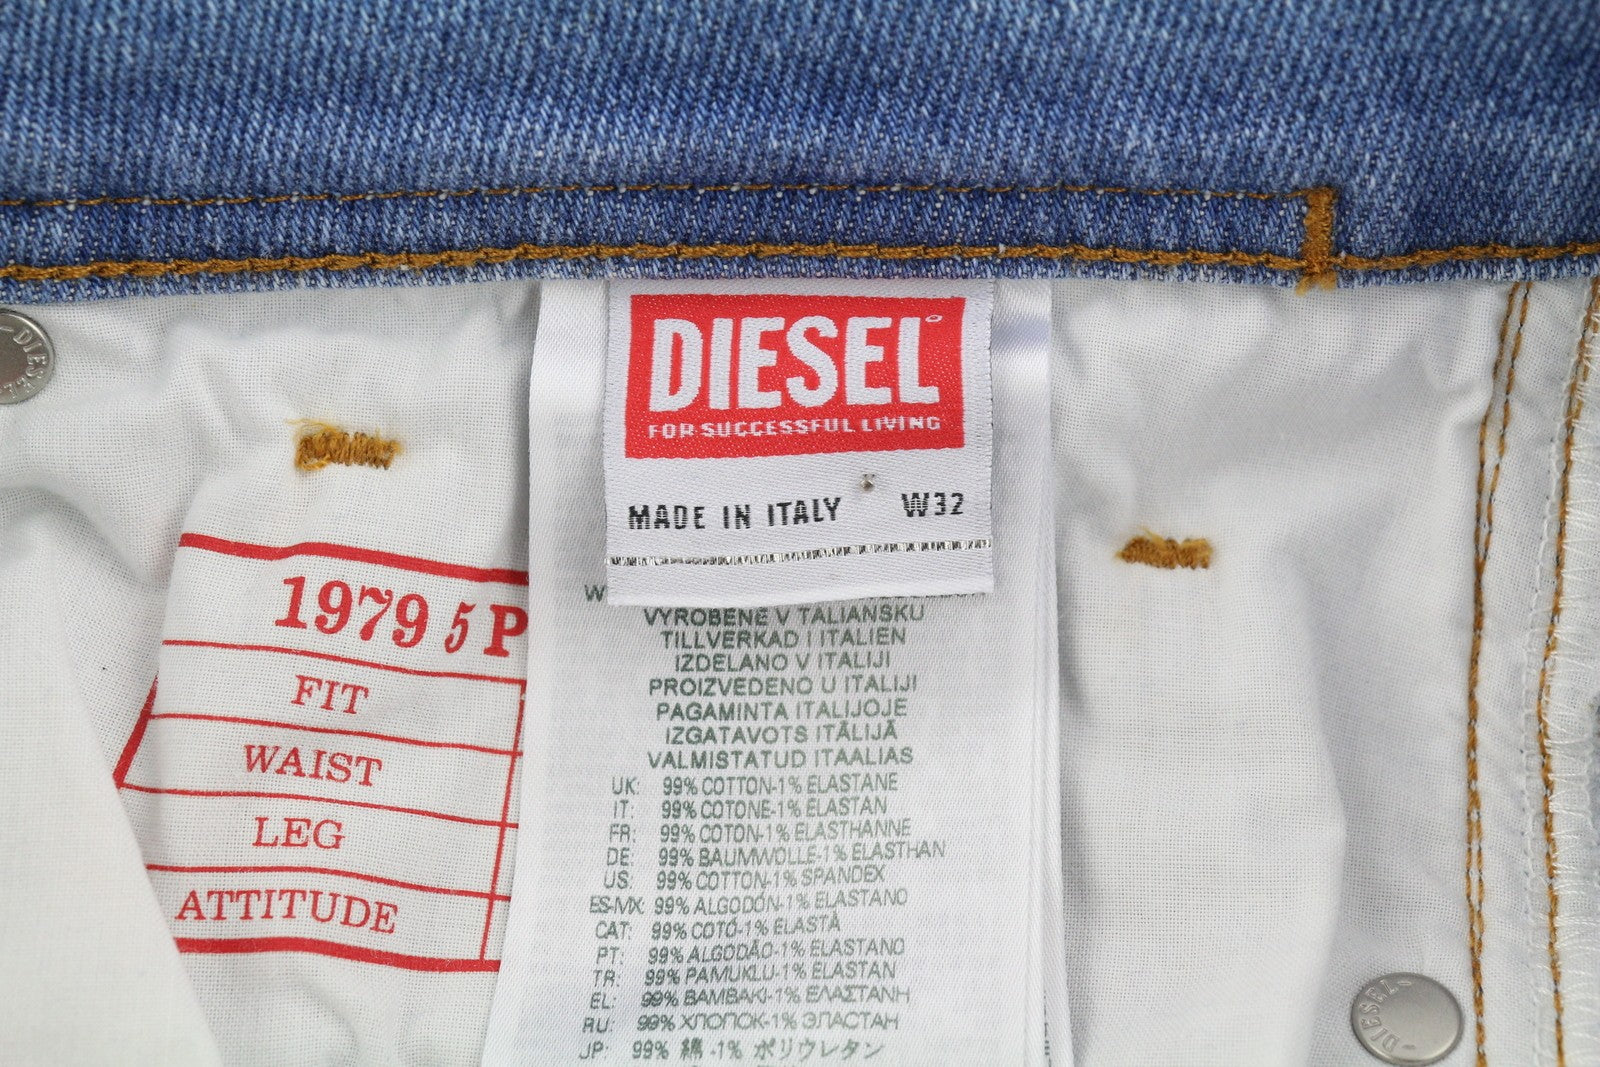 DIESEL
FOR SUCCESSFUL LIVING
MADE IN ITALY W32
VYROBENÉ V TALIANSKU
TILLVERKAD I ITALIEN
IZDELANO V ITALIJI
PROIZVEDENO U ITALIJI
PAGAMINTA ITALIJOJE
IZGATAVOTS ITĀLIJĀ
VALMISTATUD ITAALIAS
UK: 99% COTTON-1% ELASTANE
IT: 99% COTONE-1% ELASTAN
FR: 99% COTON-1% ELASTHANNE
DE: 99% BAUMWOLLE-1% ELASTHAN
US: 99% COTTON-1% SPANDEX
ES-MX: 99% ALGODÓN-1% ELASTANO
CAT: 99% COTÓ-1% ELASTÀ
PT: 99% ALGODÃO-1% ELASTANO
TR: 99% PAMUKLU-1% ELASTAN
EL: 99% ΒΑΜΒΑΚΙ-1% ΕΛΑΣΤΑΝΗ
RU: 99% ХЛОПОК-1% ЭЛАСТАН
JP: 99% 綿 -1% ポリウレタン
1979 5 P
FIT
WAIST
LEG
ATTITUDE
DIESEL
DIESEL